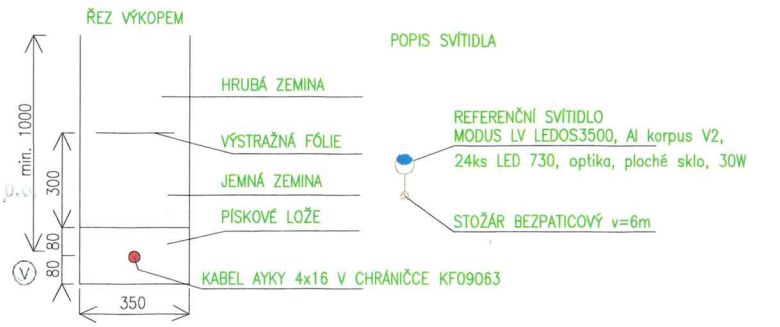 ŘEZ VÝKOPEM
POPIS SVÍTIDLA
HRUBÁ ZEMINA
VÝSTRAŽNÁ FÓLIE
JEMNÁ ZEMINA
PÍSKOVÉ LOŽE
KABEL AYKY 4x16 V CHRÁNIČCE KF09063
min. 1000
300
80
80
V
350
REFERENČNÍ SVÍTIDLO
MODUS LV LEDOS3500, Al korpus V2,
24ks LED 730, optika, ploché sklo, 30W
STOŽÁR BEZPATICOVÝ v=6m